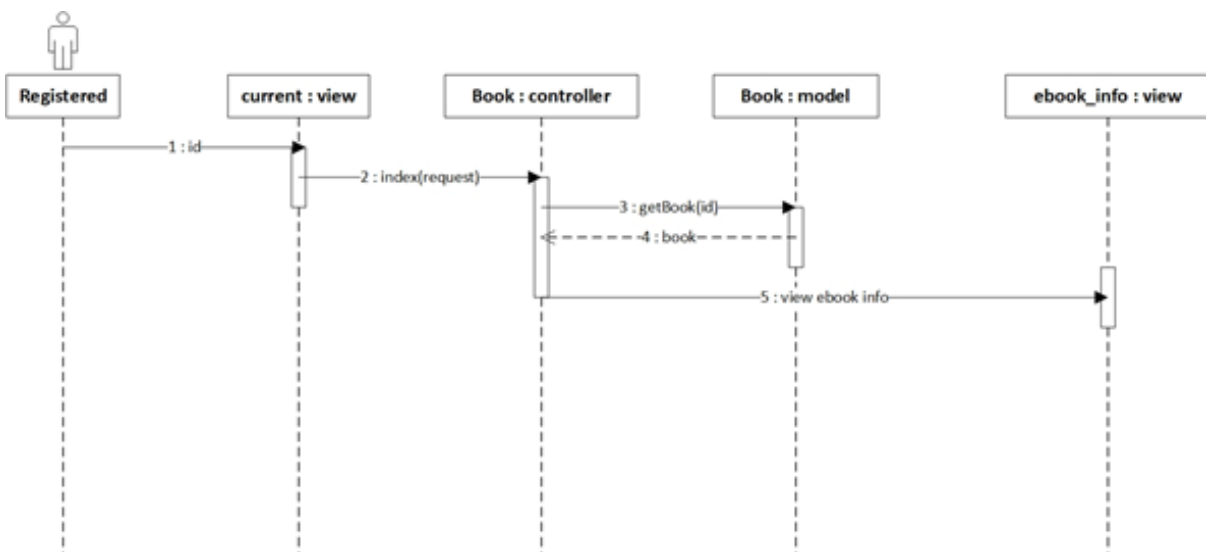 Registered
current : view
Book : controller
Book : model
ebook_info : view
1 : id
2 : index(request)
3 : getBook(id)
4 : book
5 : view ebook info